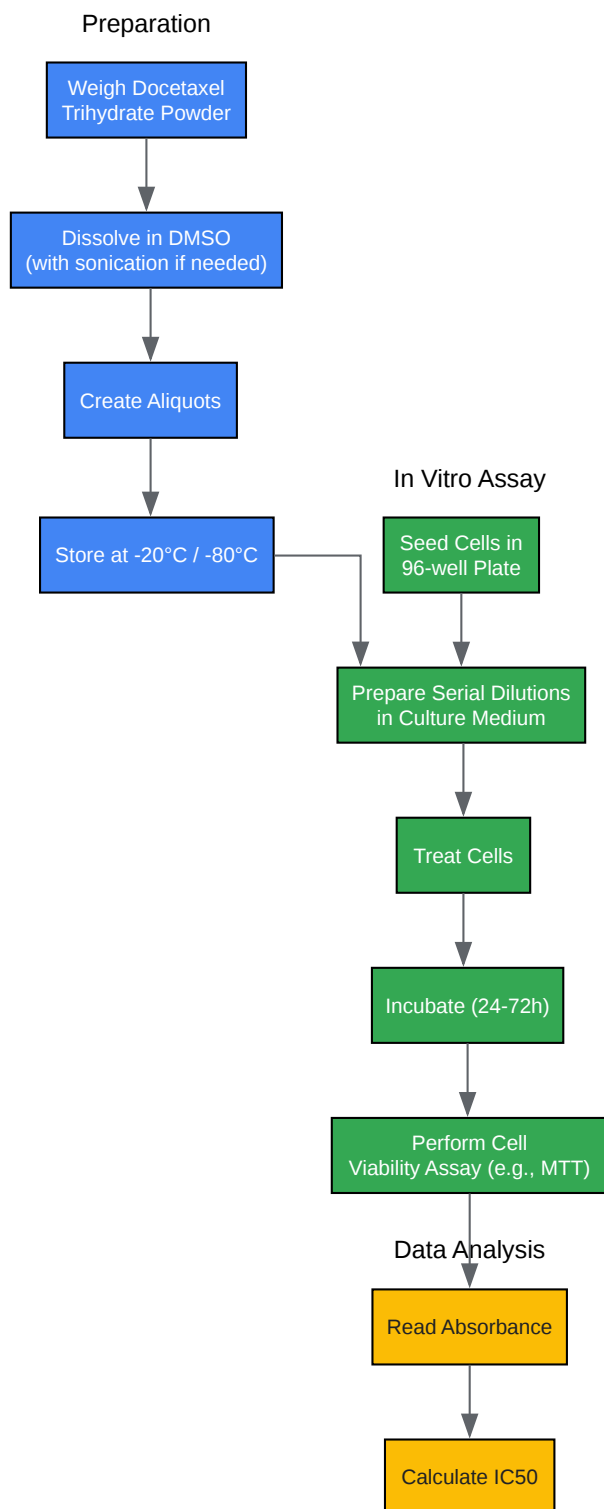 Preparation
Weigh Docetaxel
Trihydrate Powder
Dissolve in DMSO
(with sonication if needed)
Create Aliquots
Store at -20°C / -80°C
In Vitro Assay
Seed Cells in
96-well Plate
Prepare Serial Dilutions
in Culture Medium
Treat Cells
Incubate (24-72h)
Perform Cell
Viability Assay (e.g., MTT)
Data Analysis
Read Absorbance
Calculate IC50